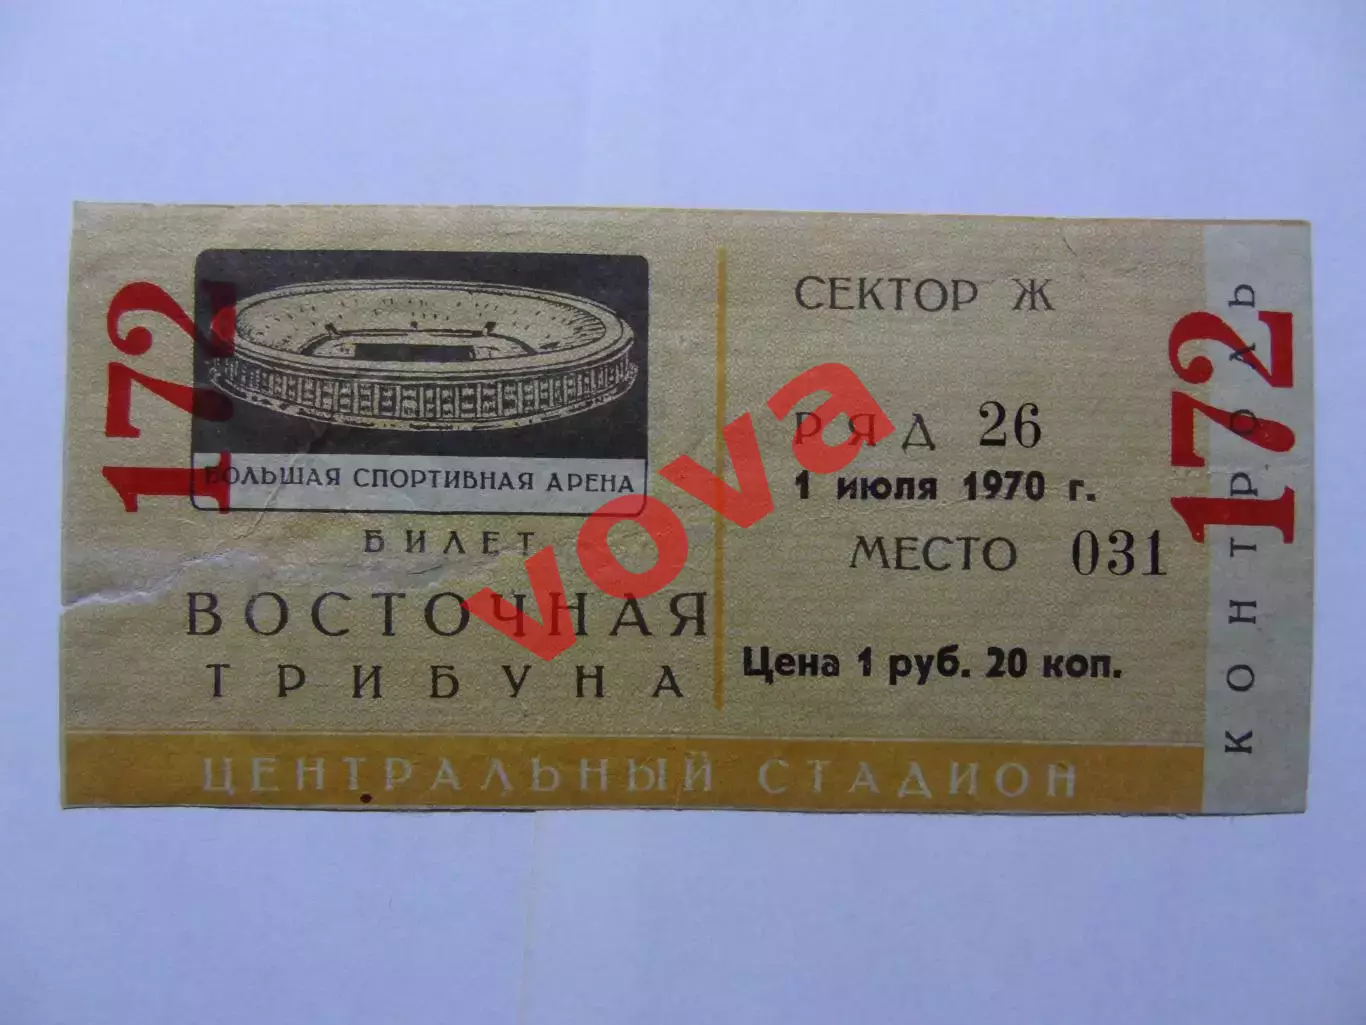 172
БОЛЬШАЯ СПОРТИВНАЯ АРЕНА
БИЛЕТ
ВОСТОЧНАЯ
ТРИБУНА
СЕКТОР Ж
РЯД 26
1 июля 1970 г.
МЕСТО 031
Цена 1 руб. 20 коп.
ЦЕНТРАЛЬНЫЙ СТАДИОН
172
КОНТРОЛЬ
vova